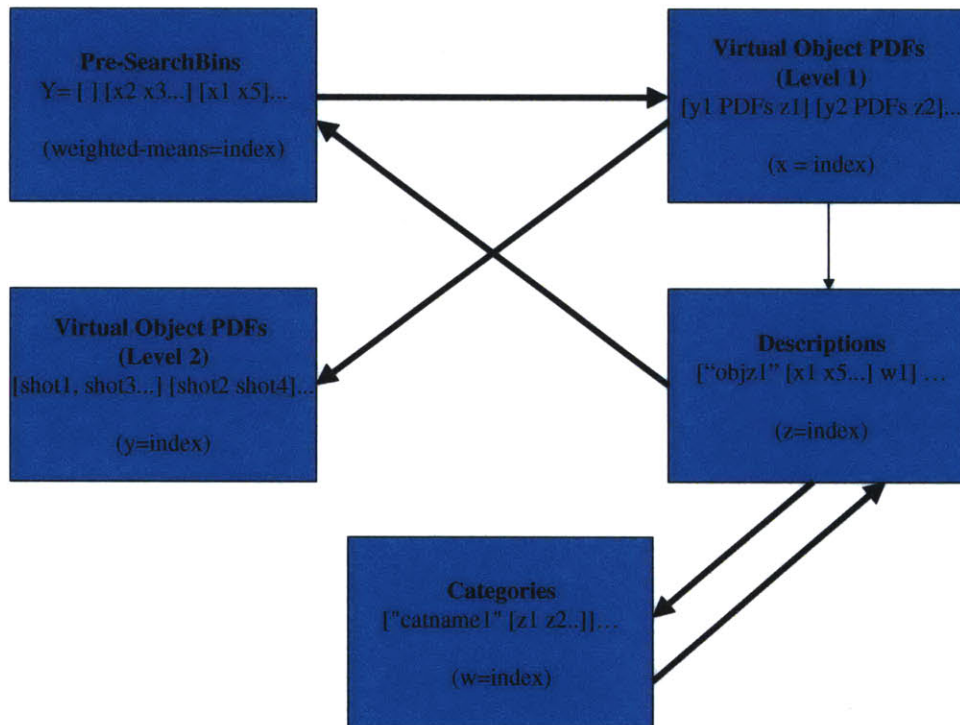 Pre-SearchBins
Y= [ ] [x2 x3...] [x1 x5]...
(weighted-means=index)
Virtual Object PDFs
(Level 1)
[y1 PDFs z1] [y2 PDFs z2]...
(x = index)
Virtual Object PDFs
(Level 2)
[shot1, shot3...] [shot2 shot4]...
(y=index)
Descriptions
["objz1" [x1 x5...] w1] ...
(z=index)
Categories
["catname1" [z1 z2..]]...
(w=index)